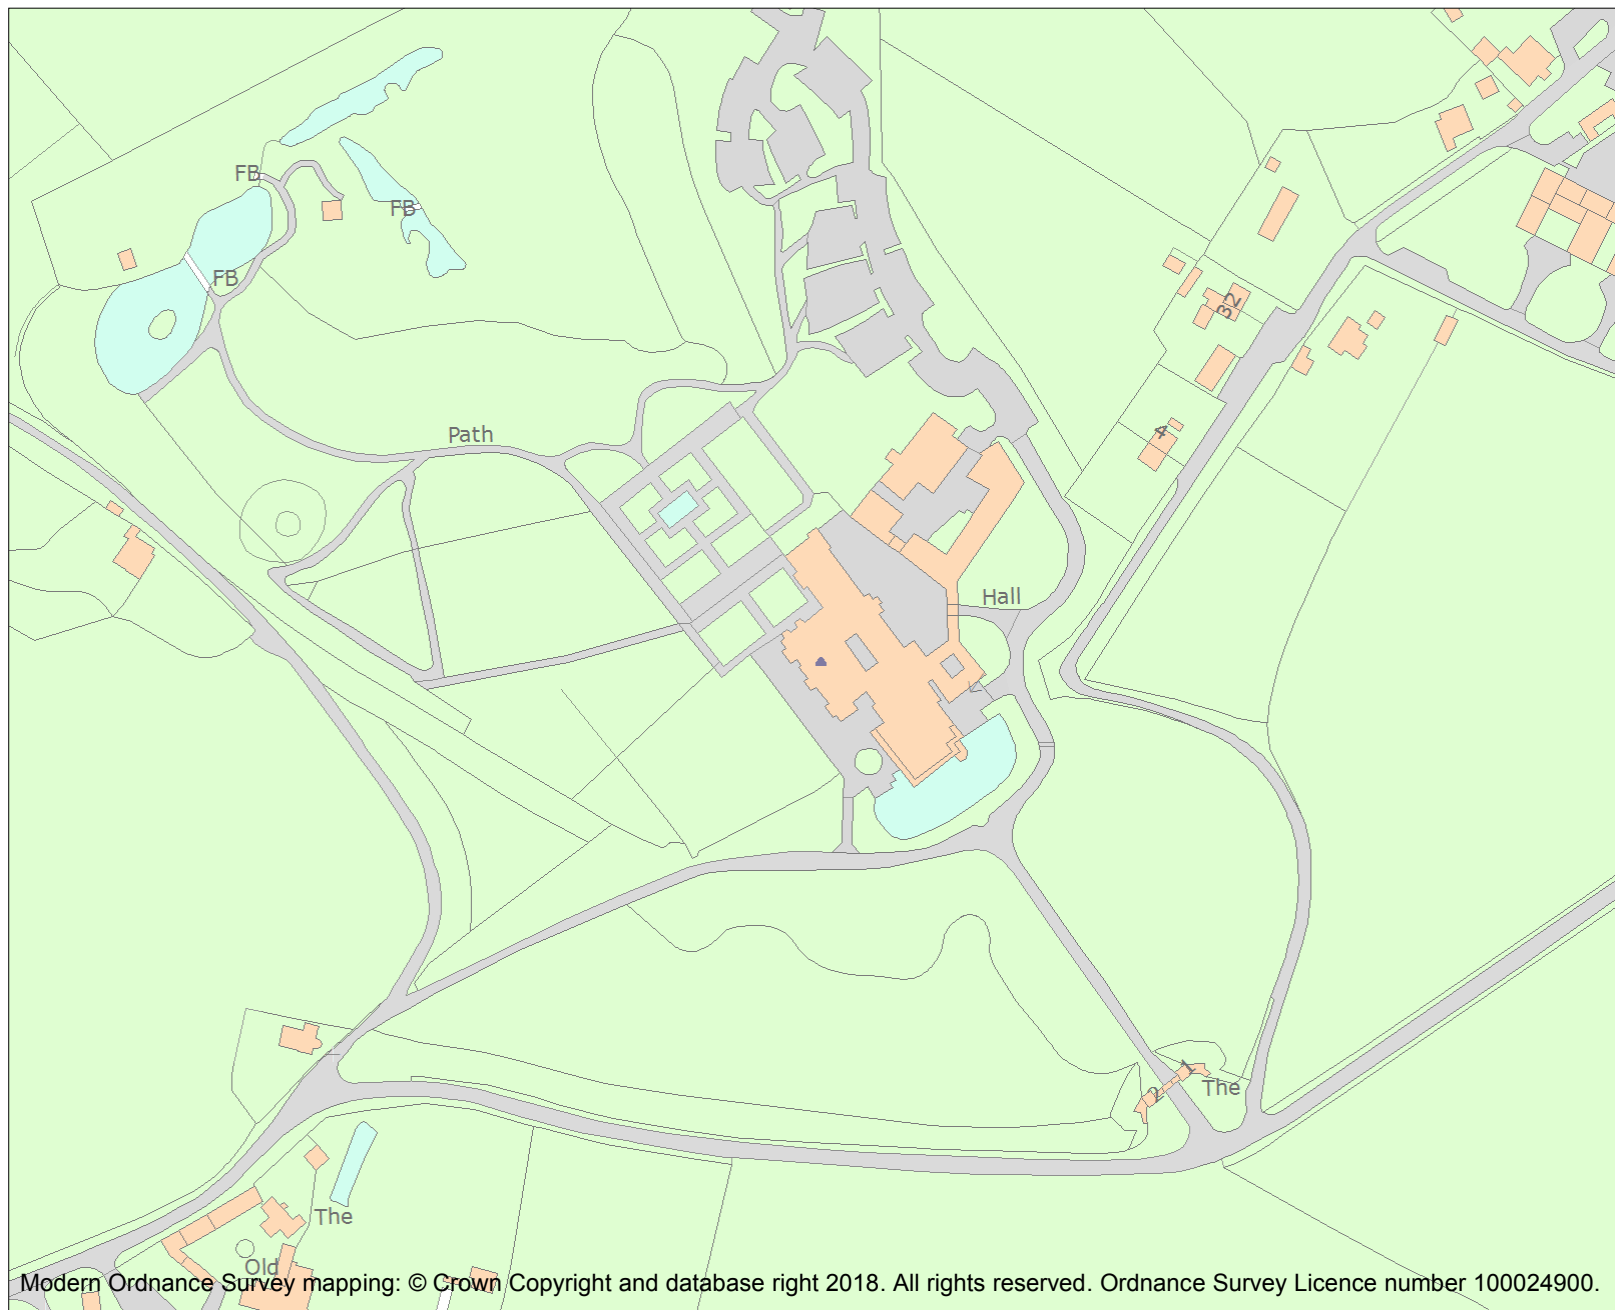 FB
FB
FB
32
Path
4
Hall
1
2
The
The
Old
Modern Ordnance Survey mapping: © Crown Copyright and database right 2018. All rights reserved. Ordnance Survey Licence number 100024900.